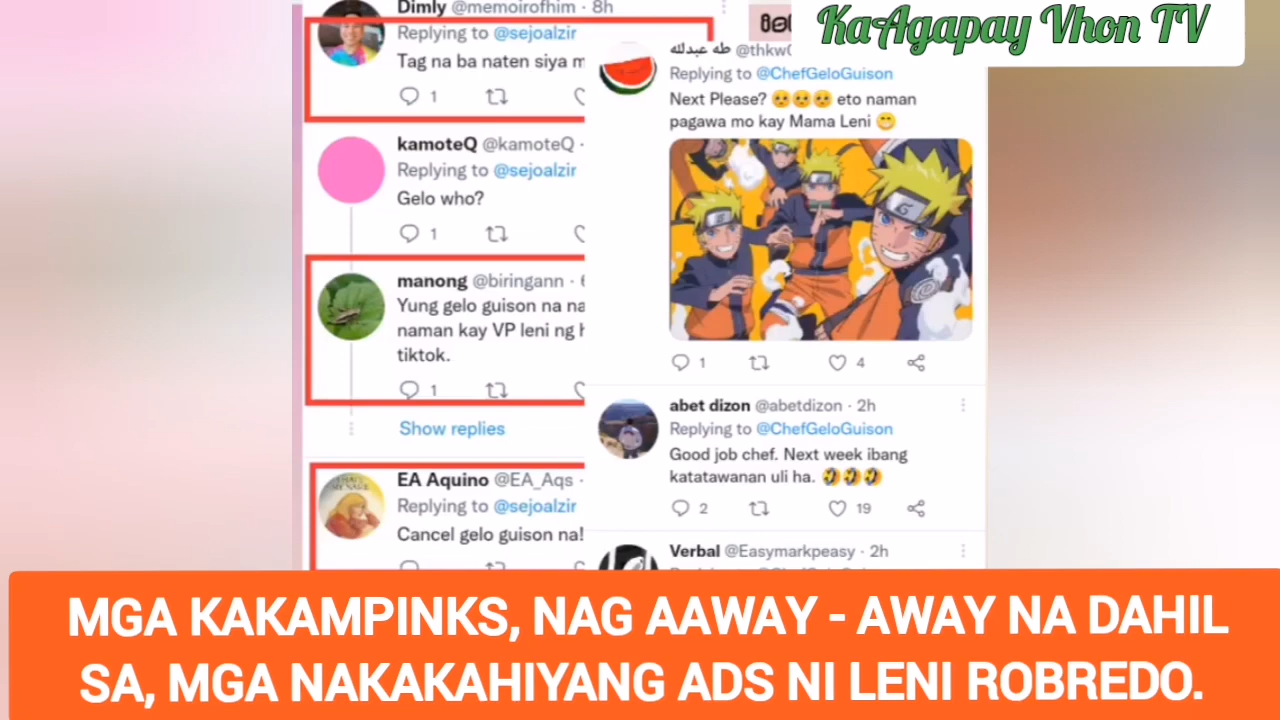 KaAgapay Vhon TV
Dimly @memoirofhim · 8h
Replying to @sejoalzir
Tag na ba naten siya
1
kamoteQ @kamoteQ ·
Replying to @sejoalzir
Gelo who?
1
manong @biringann ·
Yung gelo guison na
naman kay VP leni ng
tiktok.
1
Show replies
EA Aquino @EA_Aqs ·
Replying to @sejoalzir
Cancel gelo guison na!
طه عبدلله
Replying to @ChefGeloGuison
Next Please? 🥺🥺🥺 eto naman
pagawa mo kay Mama Leni 😁
1 4
abet dizon @abetdizon · 2h
Replying to @ChefGeloGuison
Good job chef. Next week ibang
katatawanan uli ha. 🤣🤣🤣
2 19
Verbal @Easymarkpeasy · 2h
MGA KAKAMPINKS, NAG AAWAY - AWAY NA DAHIL
SA, MGA NAKAKAHIYANG ADS NI LENI ROBREDO.